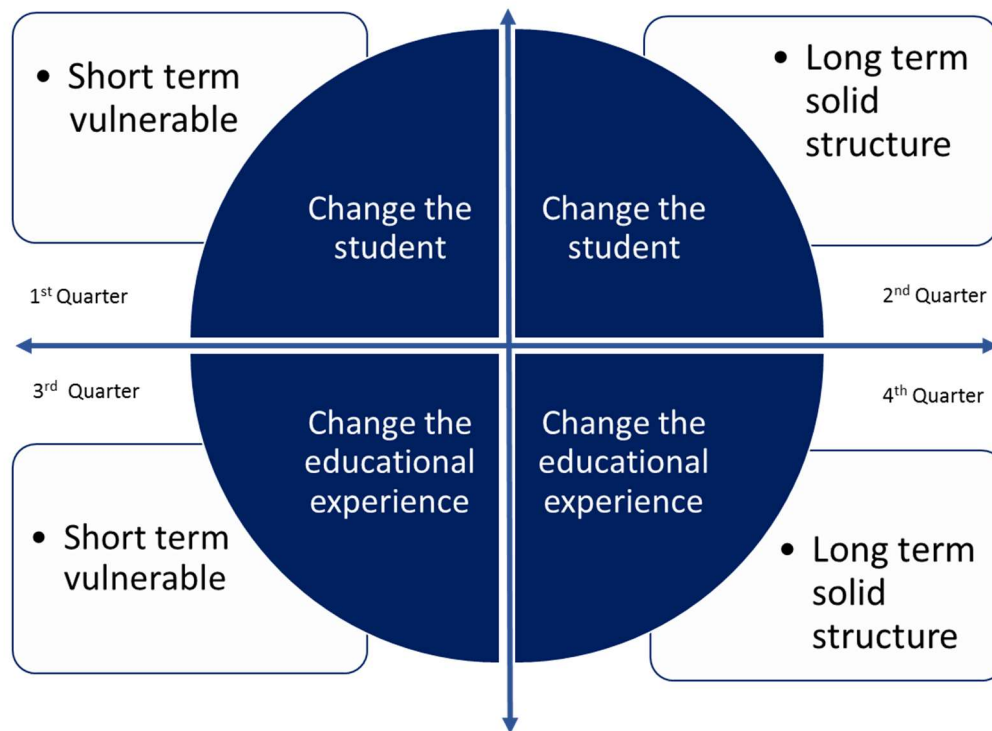 • Short term
vulnerable
• Long term
solid
structure
Change the
student
Change the
student
1st Quarter
2nd Quarter
3rd Quarter
4th Quarter
Change the
educational
experience
Change the
educational
experience
• Short term
vulnerable
• Long term
solid
structure